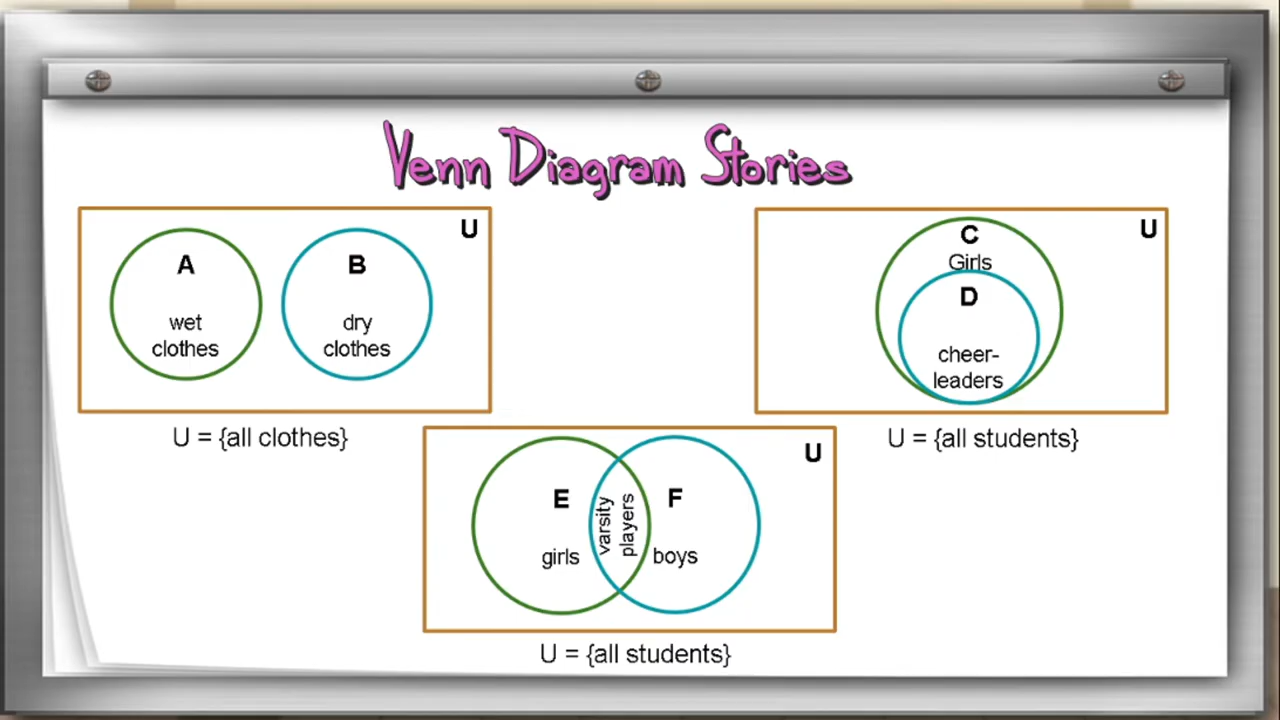 Venn Diagram Stories
U
A
B
wet
clothes
dry
clothes
U = {all clothes}
U
C
Girls
D
cheer-
leaders
U = {all students}
U
E
F
varsity
players
girls
boys
U = {all students}